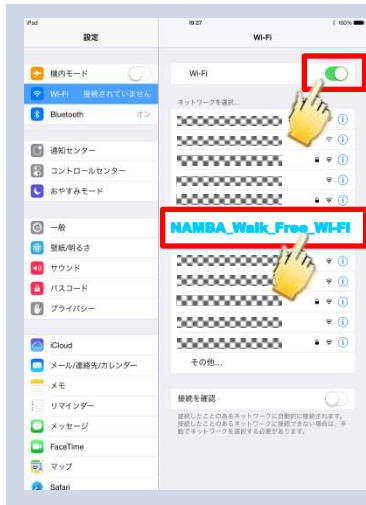 iPad
19:27
100%
設定
Wi-Fi
機内モード
Wi-Fi 接続されていません
Bluetooth オン
通知センター
コントロールセンター
おやすみモード
一般
壁紙/明るさ
サウンド
パスコード
プライバシー
iCloud
メール/連絡先/カレンダー
メモ
リマインダー
メッセージ
FaceTime
マップ
Safari
Wi-Fi
ネットワークを選択...
NAMBA_Walk_Free_Wi-Fi
その他...
接続を確認
接続したことのあるネットワークに自動的に接続されます。
接続したことのあるネットワークに接続できない場合は、手
動でネットワークを選択する必要があります。